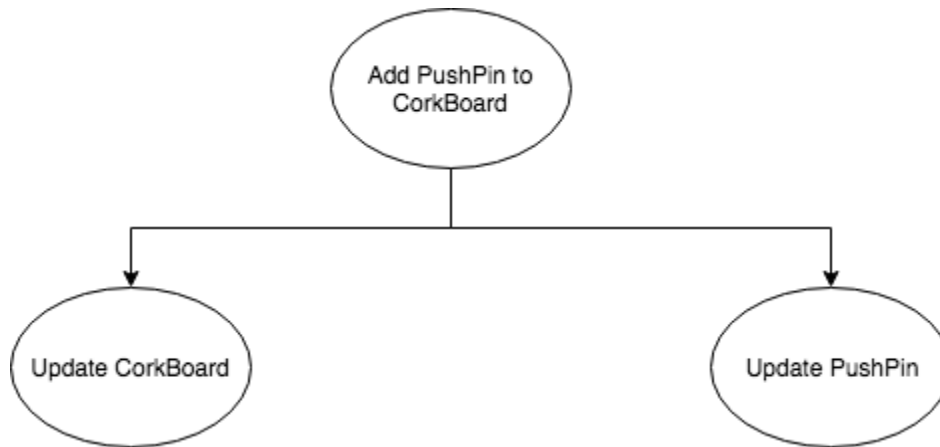 Add PushPin to
CorkBoard
Update CorkBoard
Update PushPin